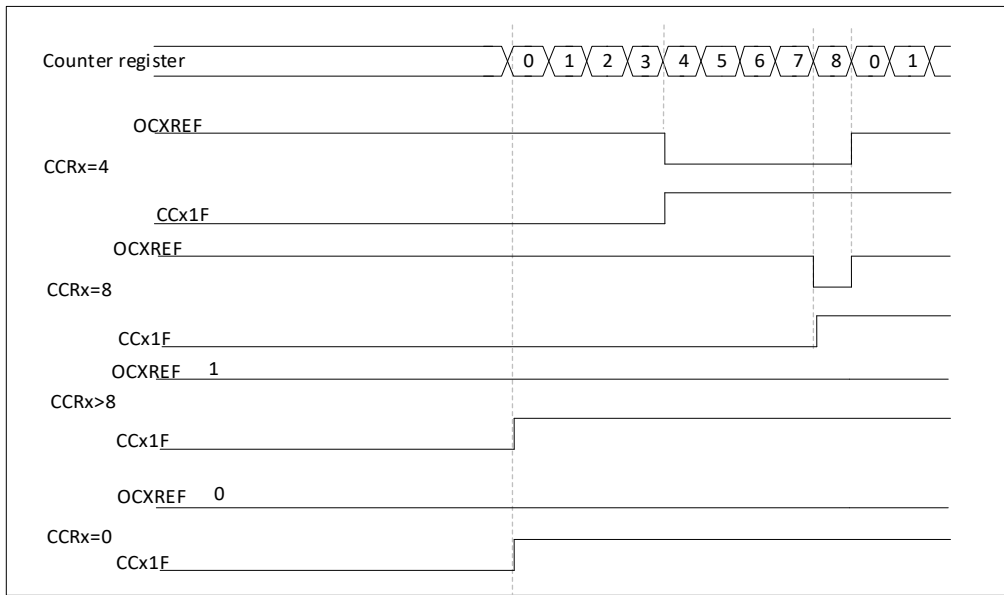 Counter register 0 1 2 3 4 5 6 7 8 0 1
OCXREF
CCRx=4
CCx1F
OCXREF
CCRx=8
CCx1F
OCXREF 1
CCRx>8
CCx1F
OCXREF 0
CCRx=0
CCx1F